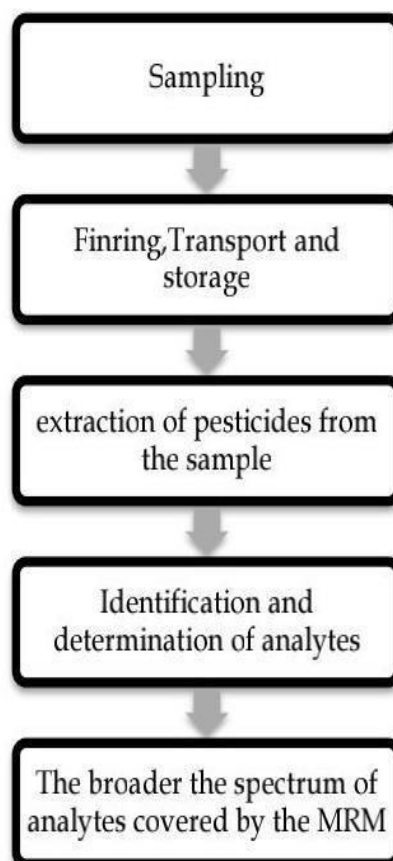 Sampling
Finring,Transport and
storage
extraction of pesticides from
the sample
Identification and
determination of analytes
The broader the spectrum of
analytes covered by the MRM